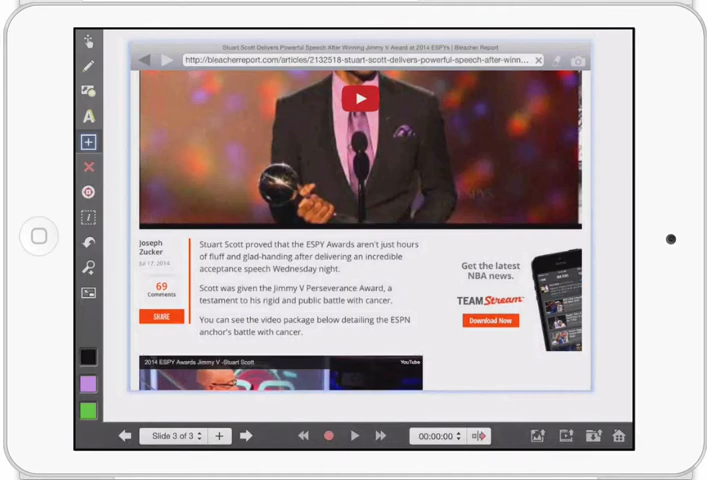 Stuart Scott Delivers Powerful Speech After Winning Jimmy V Award at 2014 ESPYs | Bleacher Report
http://bleacherreport.com/articles/2132518-stuart-scott-delivers-powerful-speech-after-winn...
ESPYS
Joseph
Zucker
Jul 17, 2014
69
Comments
SHARE
Stuart Scott proved that the ESPY Awards aren't just hours
of fluff and glad-handing after delivering an incredible
acceptance speech Wednesday night.
Scott was given the Jimmy V Perseverance Award, a
testament to his rigid and public battle with cancer.
You can see the video package below detailing the ESPN
anchor's battle with cancer.
Get the latest
NBA news.
TEAM Stream
Download Now
2014 ESPY Awards Jimmy V -Stuart Scott
YouTube
Slide 3 of 3
00:00:00